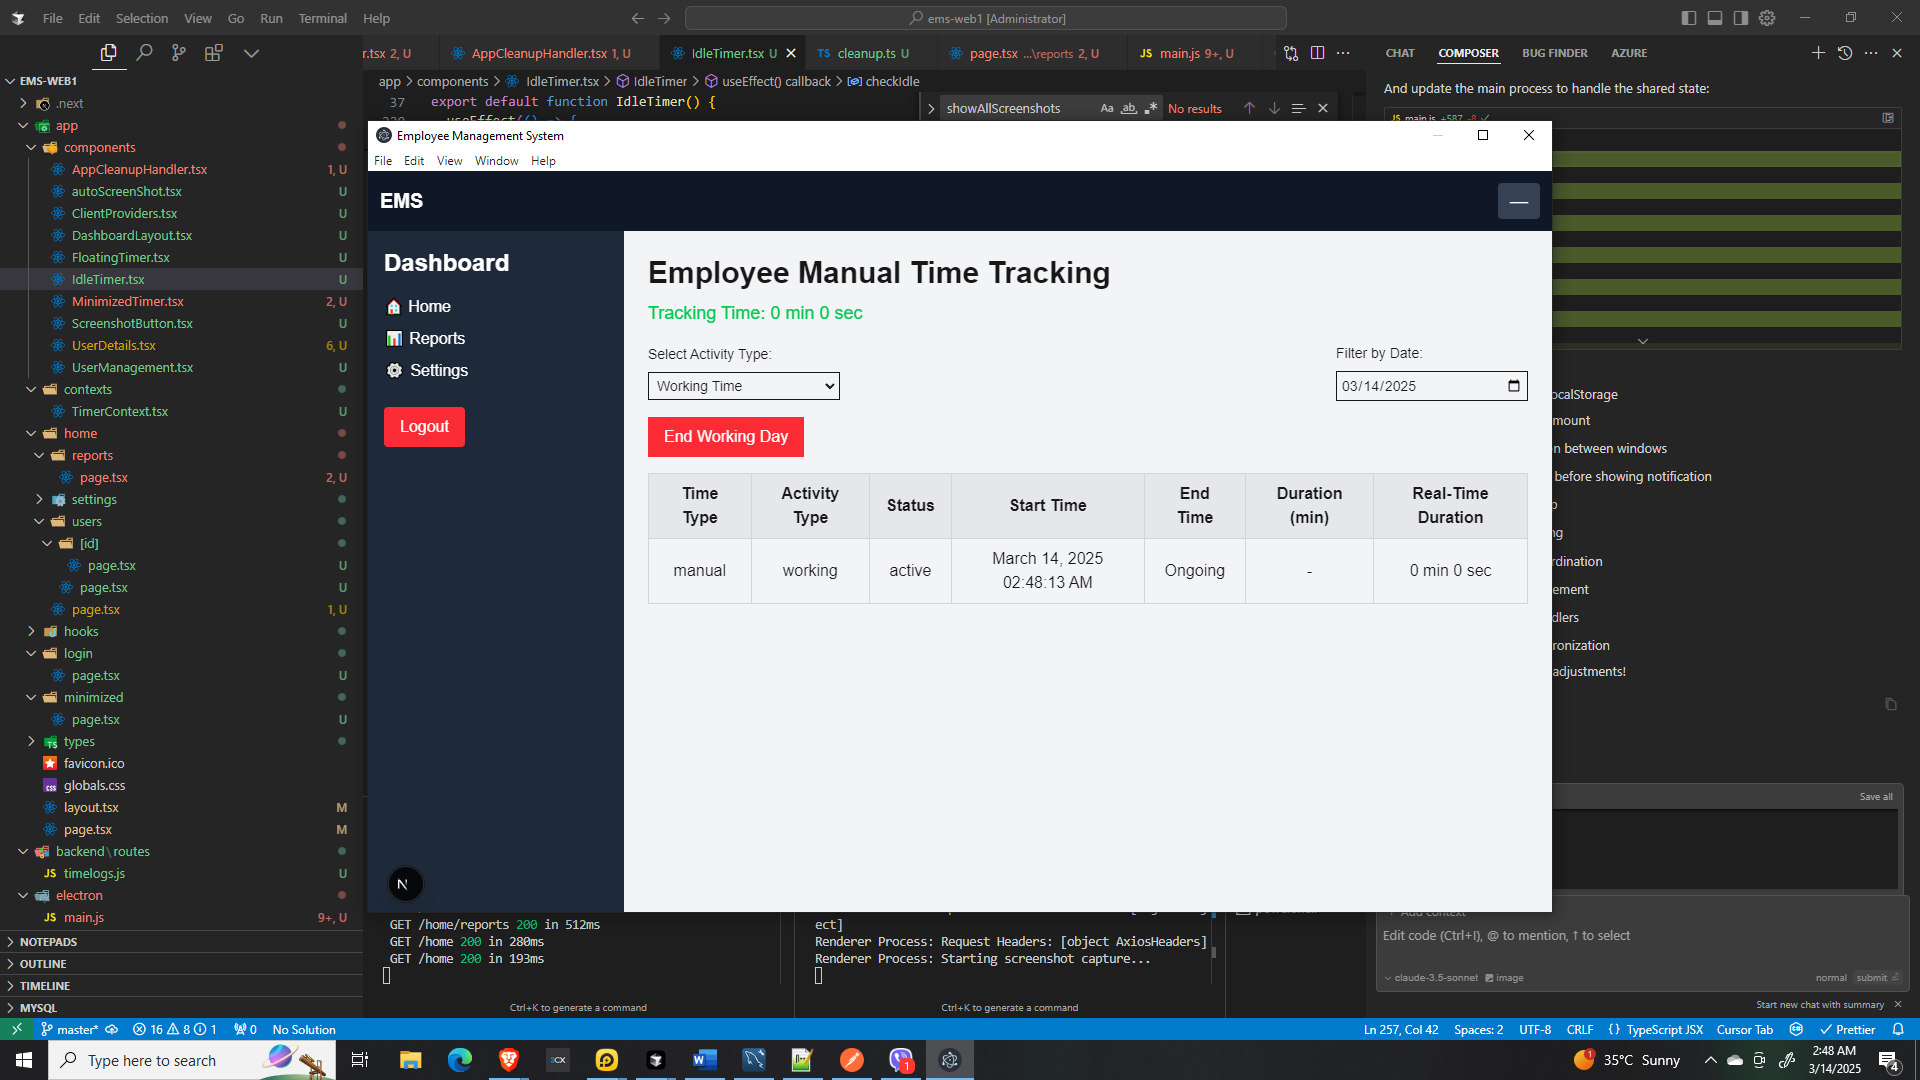 File Edit Selection View Go Run Terminal Help
ems-web1 [Administrator]
r.tsx 2, U
AppCleanupHandler.tsx 1, U
IdleTimer.tsx U
TS cleanup.ts U
page.tsx ...\reports 2, U
JS main.js 9+, U
CHAT COMPOSER BUG FINDER AZURE
EMS-WEB1
.next
app
components
AppCleanupHandler.tsx 1, U
autoScreenShot.tsx U
ClientProviders.tsx U
DashboardLayout.tsx U
FloatingTimer.tsx U
IdleTimer.tsx U
MinimizedTimer.tsx 2, U
ScreenshotButton.tsx U
UserDetails.tsx 6, U
UserManagement.tsx U
contexts
TimerContext.tsx U
home
reports
page.tsx 2, U
settings
users
[id]
page.tsx U
page.tsx U
page.tsx 1, U
hooks
login
page.tsx U
minimized
page.tsx U
types
favicon.ico
globals.css
layout.tsx M
page.tsx M
backend\routes
JS timelogs.js U
electron
JS main.js 9+, U
NOTEPADS
OUTLINE
TIMELINE
MYSQL
app > components > IdleTimer.tsx > IdleTimer > useEffect() callback > checkIdle
37 export default function IdleTimer() {
showAllScreenshots
Aa ab
No results
Employee Management System
File Edit View Window Help
EMS
Dashboard
Home
Reports
Settings
Logout
N
Employee Manual Time Tracking
Tracking Time: 0 min 0 sec
Select Activity Type:
Working Time
Filter by Date:
03/14/2025
End Working Day
Time Type Activity Type Status Start Time End Time Duration (min) Real-Time Duration
manual working active March 14, 2025 02:48:13 AM Ongoing - 0 min 0 sec
And update the main process to handle the shared state:
JS main.js +587 -8
ocalStorage
mount
n between windows
before showing notification
p
ng
rdination
ement
dlers
ronization
adjustments!
Save all
Add context
Edit code (Ctrl+I), @ to mention, ↑ to select
claude-3.5-sonnet image
normal submit
Start new chat with summary
GET /home/reports 200 in 512ms
GET /home 200 in 280ms
GET /home 200 in 193ms
Ctrl+K to generate a command
ect]
Renderer Process: Request Headers: [object AxiosHeaders]
Renderer Process: Starting screenshot capture...
Ctrl+K to generate a command
master* 16 8 1 0 No Solution
Ln 257, Col 42 Spaces: 2 UTF-8 CRLF {} TypeScript JSX Cursor Tab Prettier
Type here to search
35°C Sunny
2:48 AM
3/14/2025
4